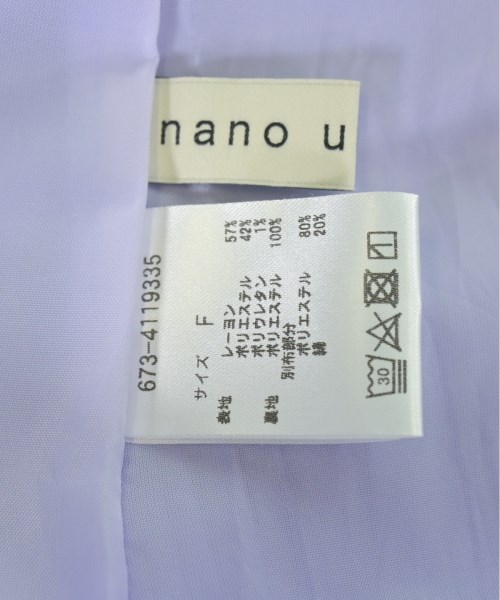 nano u
673-4119335
サイズ F
表地 レーヨン 57%
ポリエステル 42%
ポリウレタン 1%
裏地 ポリエステル 100%
別布部分
ポリエステル 80%
綿 20%
30